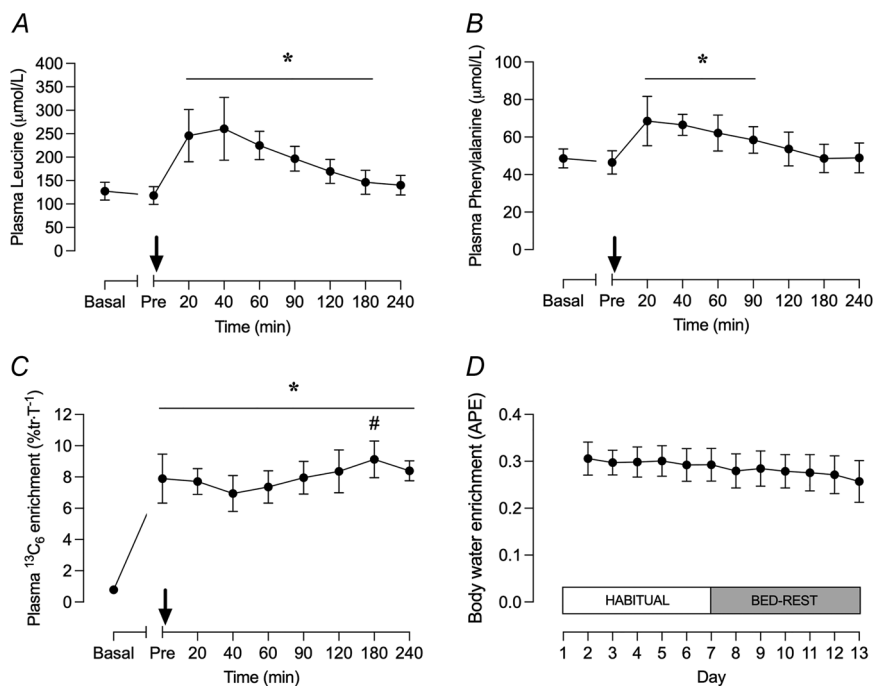 A
Plasma Leucine (μmol/L)
400
350
300
250
200
150
100
50
0
*
Basal Pre 20 40 60 90 120 180 240
Time (min)
B
Plasma Phenylalanine (μmol/L)
100
80
60
40
20
0
*
Basal Pre 20 40 60 90 120 180 240
Time (min)
C
Plasma ¹³C₆ enrichment (%tr·T⁻¹)
12
10
8
6
4
2
0
*
#
Basal Pre 20 40 60 90 120 180 240
Time (min)
D
Body water enrichment (APE)
0.4
0.3
0.2
0.1
0.0
HABITUAL BED-REST
1 2 3 4 5 6 7 8 9 10 11 12 13
Day